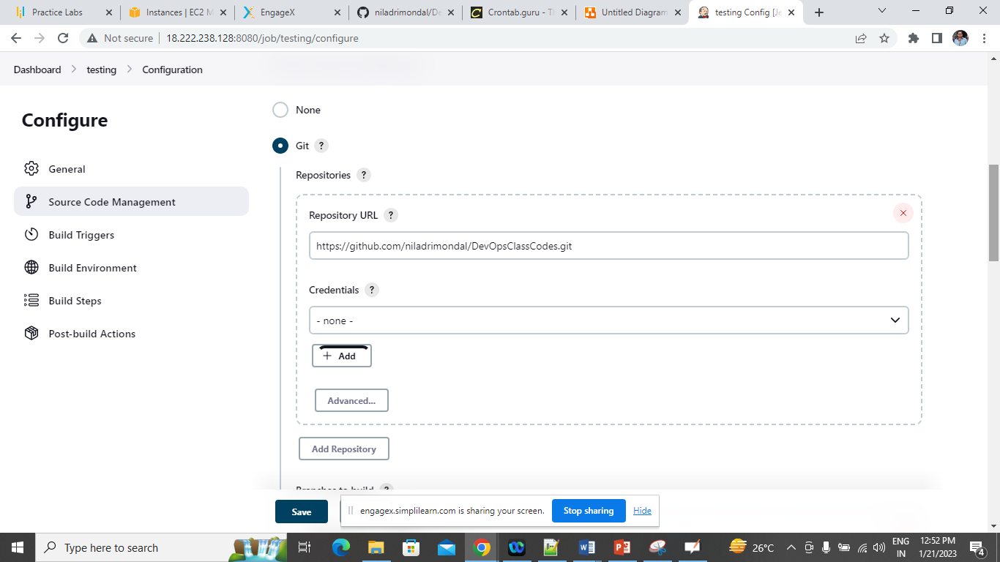 Practice Labs
Instances | EC2 M
EngageX
niladrimondal/De
Crontab.guru - Th
Untitled Diagram
testing Config [Je
Not secure
18.222.238.128:8080/job/testing/configure
Dashboard
testing
Configuration
Configure
General
Source Code Management
Build Triggers
Build Environment
Build Steps
Post-build Actions
None
Git ?
Repositories ?
Repository URL ?
https://github.com/niladrimondal/DevOpsClassCodes.git
Credentials ?
- none -
+ Add
Advanced...
Add Repository
Branches to build ?
Save
engagex.simplilearn.com is sharing your screen.
Stop sharing
Hide
Type here to search
26°C
ENG
IN
12:52 PM
1/21/2023
4